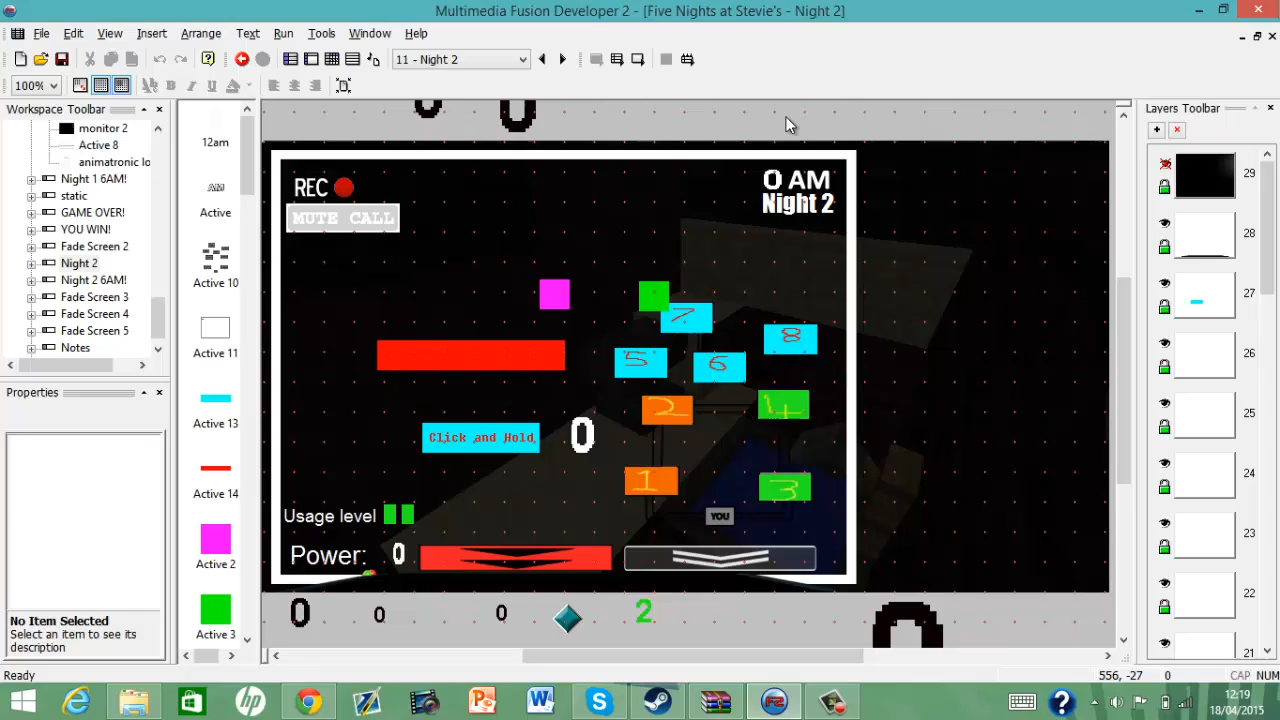 Multimedia Fusion Developer 2 - [Five Nights at Stevie's - Night 2]
File Edit View Insert Arrange Text Run Tools Window Help
11 - Night 2
100% B I U A
Workspace Toolbar
monitor 2
Active 8
animatronic lo
Night 1 6AM!
static
GAME OVER!
YOU WIN!
Fade Screen 2
Night 2
Night 2 6AM!
Fade Screen 3
Fade Screen 4
Fade Screen 5
Notes
Properties
No Item Selected
Select an item to see its
description
12am
AM
Active
Active 10
Active 11
Active 13
Active 14
Active 2
Active 3
0 0
REC
MUTE CALL
0 AM
Night 2
7
8
5 6
2 4
Click and Hold
0
1 3
YOU
Usage level
Power: 0
0 0 0 2 0
Layers Toolbar
29
28
27
26
25
24
23
22
21
Ready
556, -27 0 CAP NUM
12:19
18/04/2015